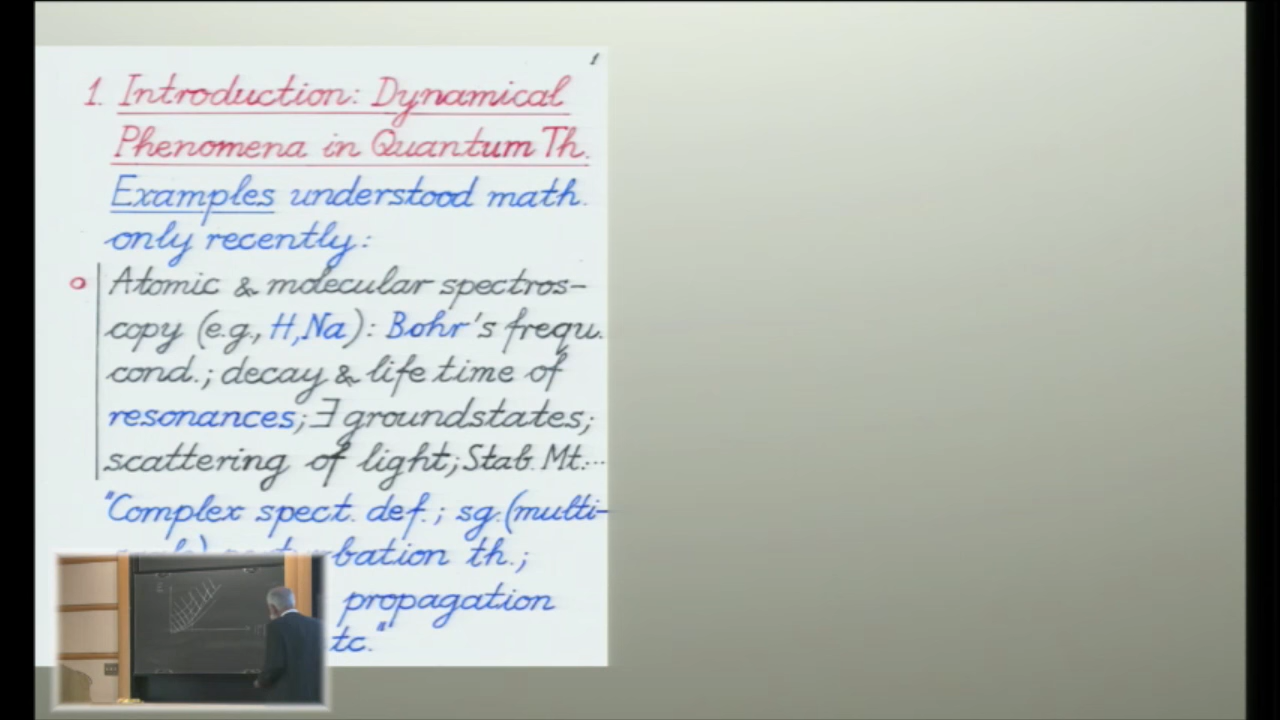 1
1. Introduction: Dynamical
Phenomena in Quantum Th.
Examples understood math.
only recently:
Atomic & molecular spectros-
copy (e.g., H,Na): Bohr's frequ.
cond.; decay & life time of
resonances; ∃ groundstates;
scattering of light; Stab. Mt....
"Complex spect. def.; sg. (multi-
th.;
propagation